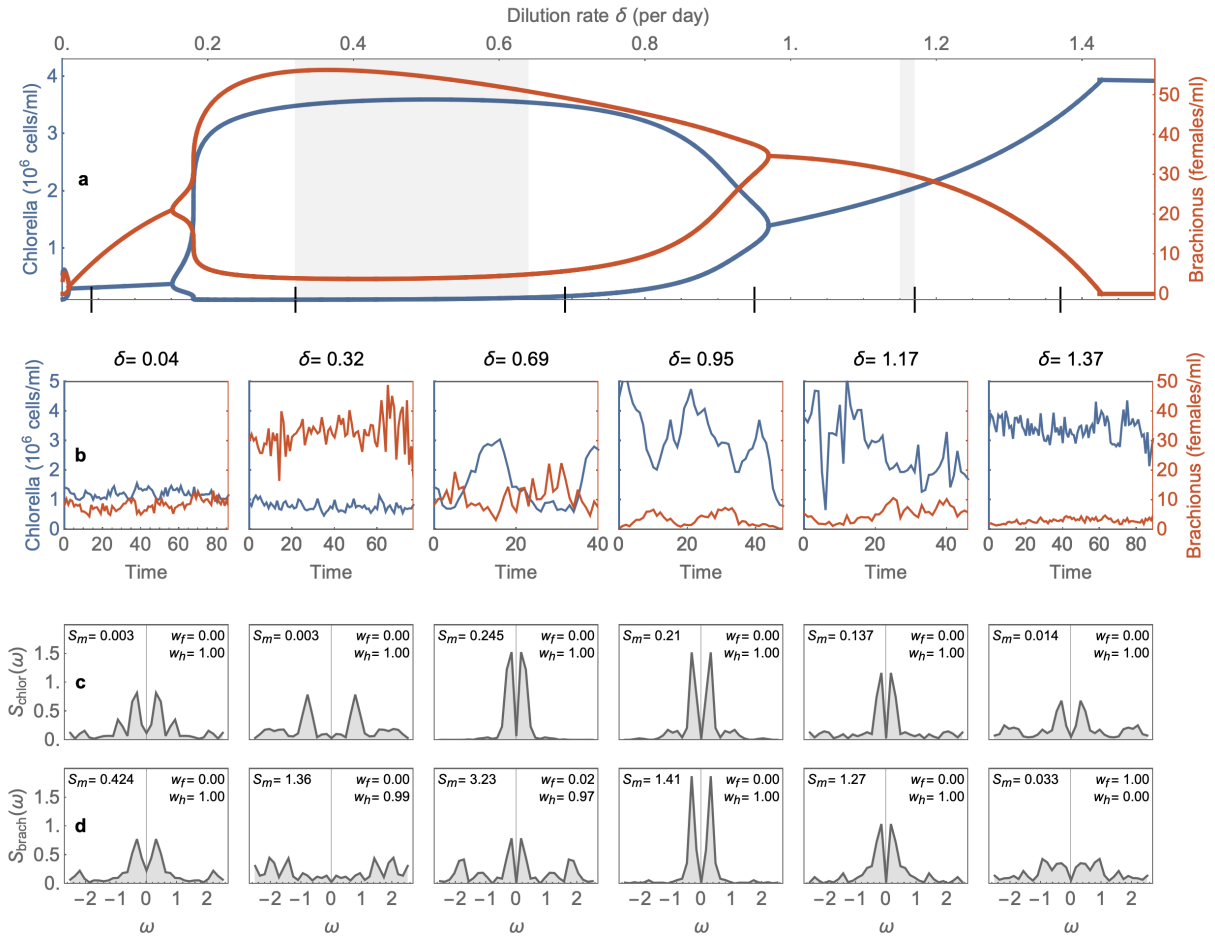 Dilution rate δ (per day)
0. 0.2 0.4 0.6 0.8 1. 1.2 1.4
Chlorella (10⁶ cells/ml)
4
3
2
1
a
Brachionus (females/ml)
50
40
30
20
10
0
δ= 0.04 δ= 0.32 δ= 0.69 δ= 0.95 δ= 1.17 δ= 1.37
Chlorella (10⁶ cells/ml)
5
4
3
2
1
0
b
Brachionus (females/ml)
50
40
30
20
10
0
0 20 40 60 80 0 20 40 60 0 20 40 0 20 40 0 20 40 0 20 40 60 80
Time Time Time Time Time Time
S_chlor(ω)
1.5
1.
0.5
0.
c
S_m= 0.003 w_f= 0.00
w_h= 1.00
S_m= 0.003 w_f= 0.00
w_h= 1.00
S_m= 0.245 w_f= 0.00
w_h= 1.00
S_m= 0.21 w_f= 0.00
w_h= 1.00
S_m= 0.137 w_f= 0.00
w_h= 1.00
S_m= 0.014 w_f= 0.00
w_h= 1.00
S_brach(ω)
1.5
1.
0.5
0.
d
S_m= 0.424 w_f= 0.00
w_h= 1.00
S_m= 1.36 w_f= 0.00
w_h= 0.99
S_m= 3.23 w_f= 0.02
w_h= 0.97
S_m= 1.41 w_f= 0.00
w_h= 1.00
S_m= 1.27 w_f= 0.00
w_h= 1.00
S_m= 0.033 w_f= 1.00
w_h= 0.00
−2 −1 0 1 2 −2 −1 0 1 2 −2 −1 0 1 2 −2 −1 0 1 2 −2 −1 0 1 2 −2 −1 0 1 2
ω ω ω ω ω ω